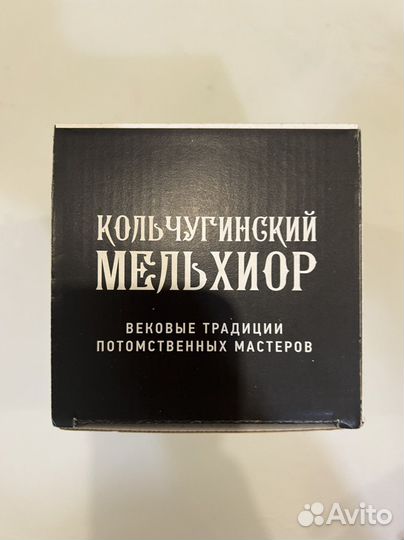 КОЛЬЧУГИНСКИЙ
МЕЛЬХИОР
ВЕКОВЫЕ ТРАДИЦИИ
ПОТОМСТВЕННЫХ МАСТЕРОВ
Avito